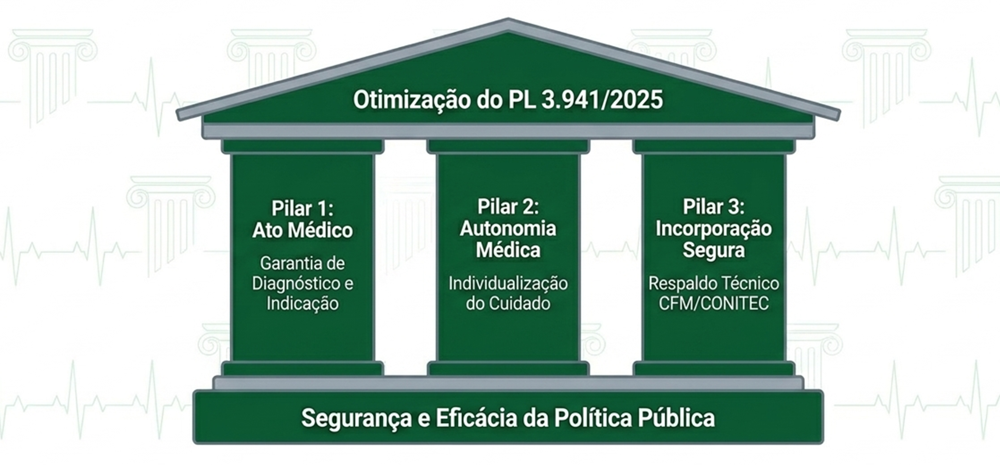 Otimização do PL 3.941/2025
Pilar 1:
Ato Médico
Garantia de
Diagnóstico e
Indicação
Pilar 2:
Autonomia
Médica
Individualização
do Cuidado
Pilar 3:
Incorporação
Segura
Respaldo Técnico
CFM/CONITEC
Segurança e Eficácia da Política Pública